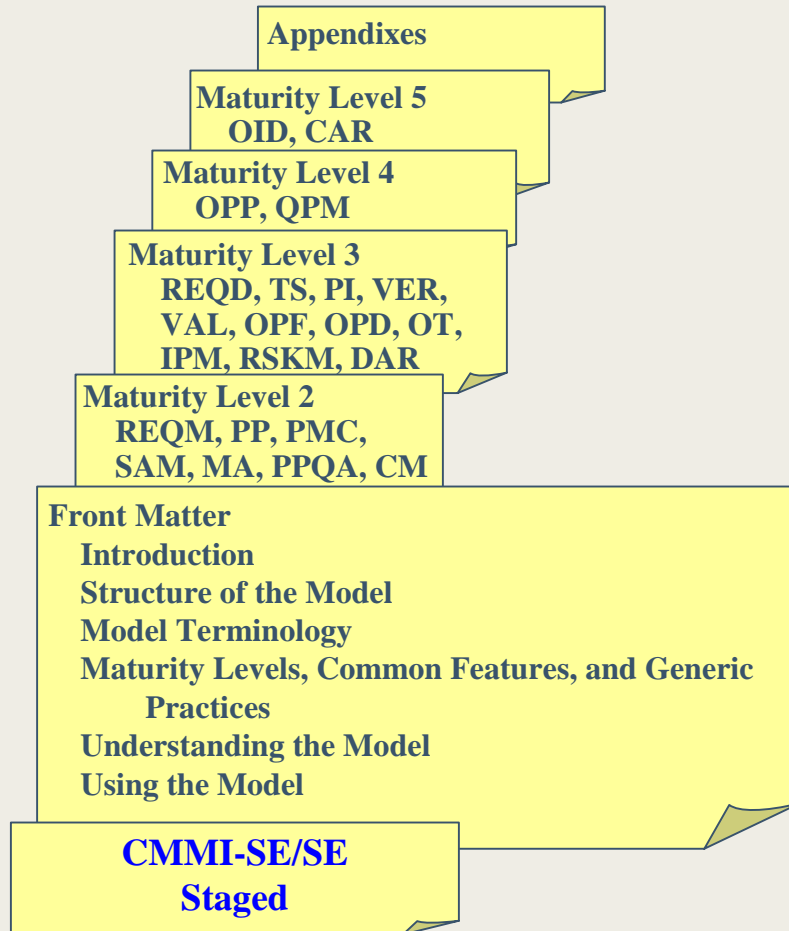 Appendixes
Maturity Level 5
OID, CAR
Maturity Level 4
OPP, QPM
Maturity Level 3
REQD, TS, PI, VER,
VAL, OPF, OPD, OT,
IPM, RSKM, DAR
Maturity Level 2
REQM, PP, PMC,
SAM, MA, PPQA, CM
Front Matter
Introduction
Structure of the Model
Model Terminology
Maturity Levels, Common Features, and Generic
Practices
Understanding the Model
Using the Model
CMMI-SE/SE
Staged